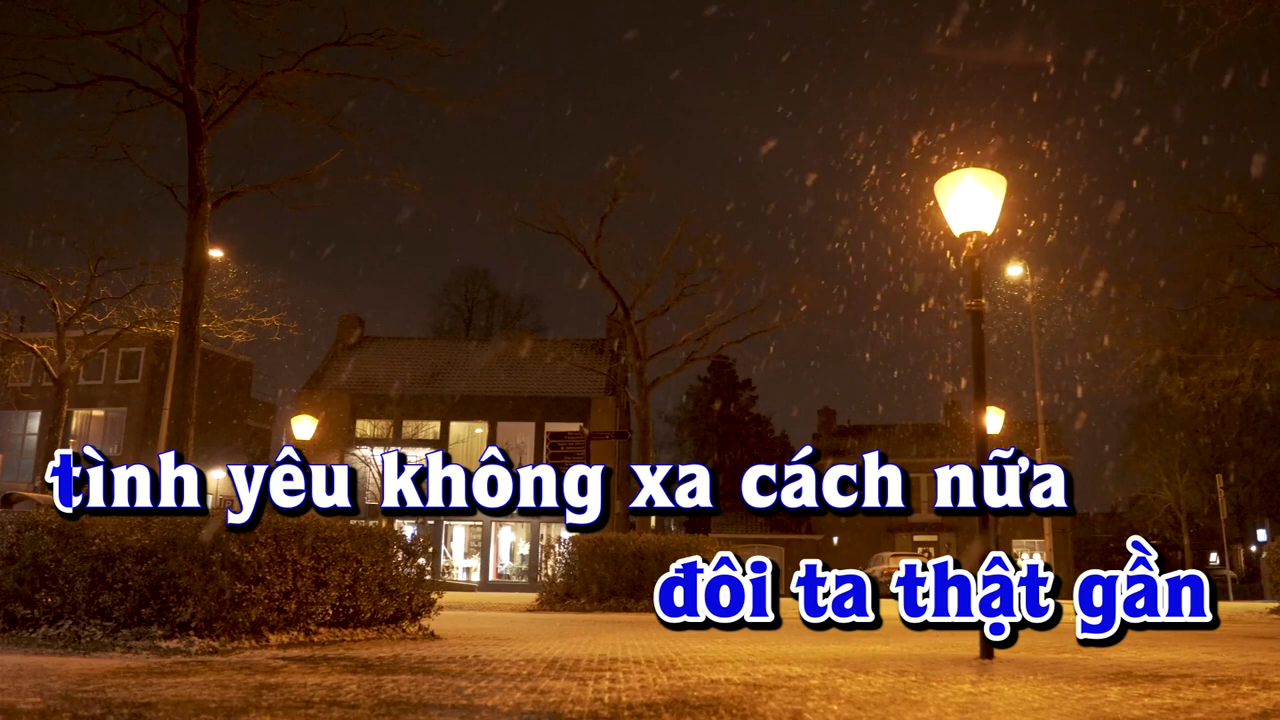 tình yêu không xa cách nữa
đôi ta thật gần